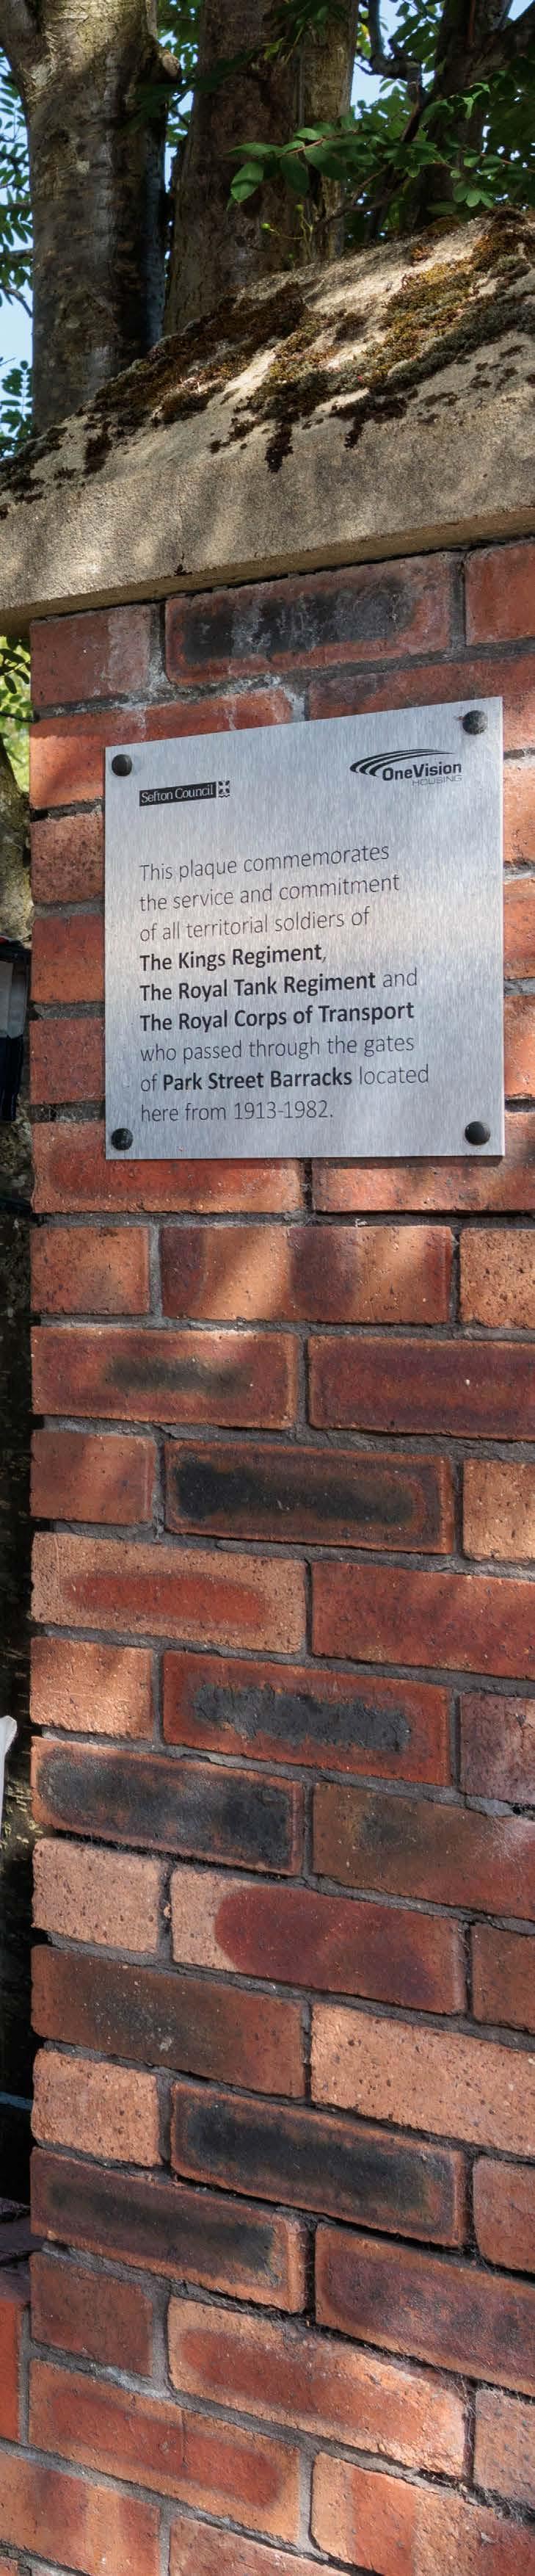 Sefton Council
OneVision
HOUSING
This plaque commemorates
the service and commitment
of all territorial soldiers of
The Kings Regiment,
The Royal Tank Regiment and
The Royal Corps of Transport
who passed through the gates
of Park Street Barracks located
here from 1913-1982.